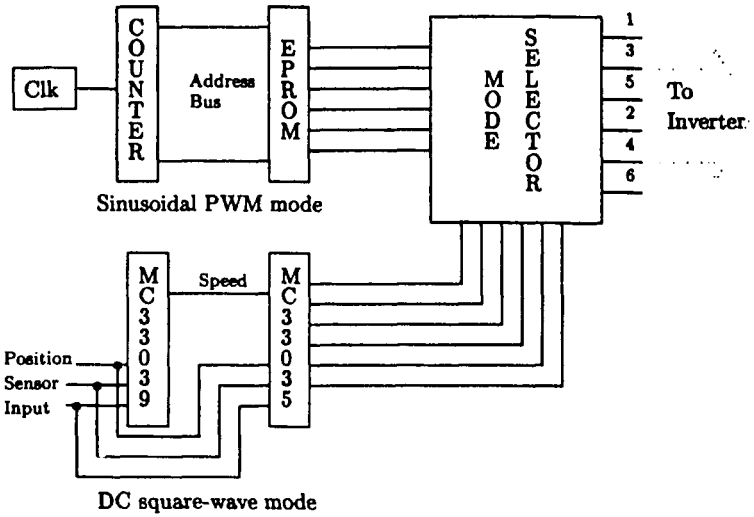 Clk
COUNTER
Address
Bus
EPROM
Sinusoidal PWM mode
MODE
SELECTOR
1
3
5
2
4
6
To
Inverter
MC33039
Speed
MC33035
Position
Sensor
Input
DC square-wave mode